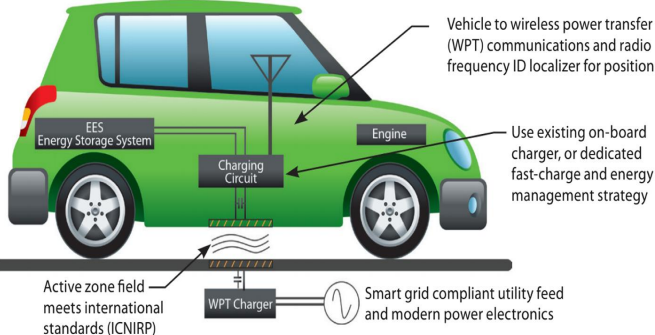 Vehicle to wireless power transfer
(WPT) communications and radio
frequency ID localizer for position
EES
Energy Storage System
Engine
Charging
Circuit
Use existing on-board
charger, or dedicated
fast-charge and energy
management strategy
Active zone field
meets international
standards (ICNIRP)
WPT Charger
Smart grid compliant utility feed
and modern power electronics